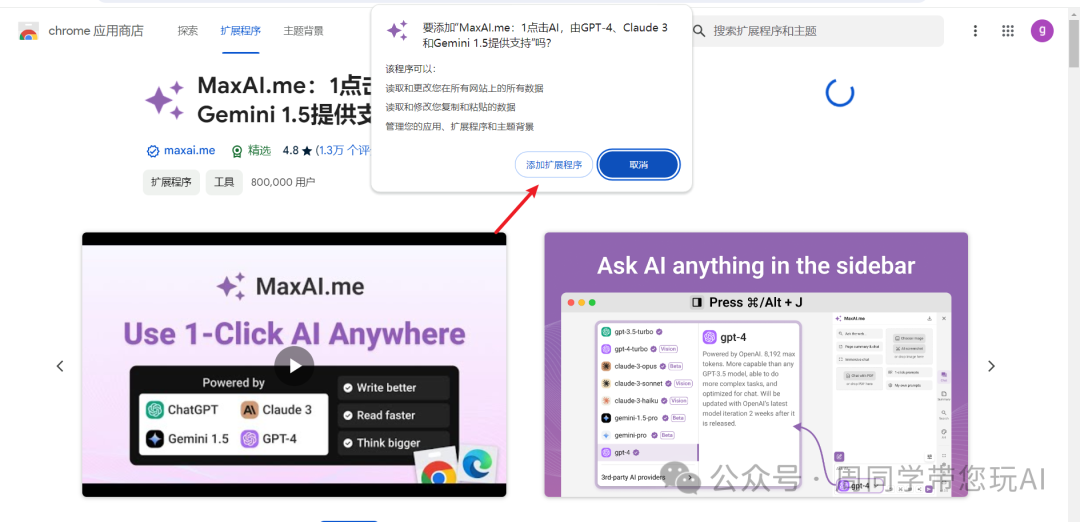 chrome 应用商店
探索
扩展程序
主题背景
搜索扩展程序和主题
g
要添加"MaxAI.me：1点击AI，由GPT-4、Claude 3
和Gemini 1.5提供支持"吗?
该程序可以：
读取和更改您在所有网站上的所有数据
读取和修改您复制和粘贴的数据
管理您的应用、扩展程序和主题背景
添加扩展程序
取消
MaxAI.me：1点击
Gemini 1.5提供支
maxai.me
精选
4.8 ★ (1.3万 个评
扩展程序
工具
800,000 用户
MaxAI.me
Use 1-Click AI Anywhere
Powered by
ChatGPT
Claude 3
Gemini 1.5
GPT-4
Write better
Read faster
Think bigger
Ask AI anything in the sidebar
Press ⌘/Alt + J
gpt-3.5-turbo
gpt-4-turbo Vision
claude-3-opus Beta
claude-3-sonnet Vision
claude-3-haiku Vision
gemini-1.5-pro Beta
gemini-pro Beta
gpt-4
3rd-party AI providers
gpt-4
Powered by OpenAI. 8,192 max
tokens. More capable than any
GPT-3.5 model, able to do
more complex tasks, and
optimized for chat. Will be
updated with OpenAI's latest
model iteration 2 weeks after it
is released.
MaxAI.me
gpt-4
公众号 · 周同学带您玩AI